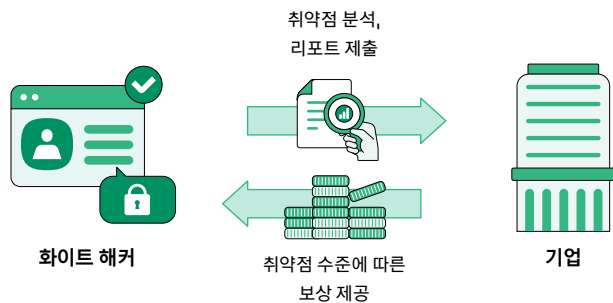 취약점 분석,
리포트 제출
화이트 해커
기업
취약점 수준에 따른
보상 제공